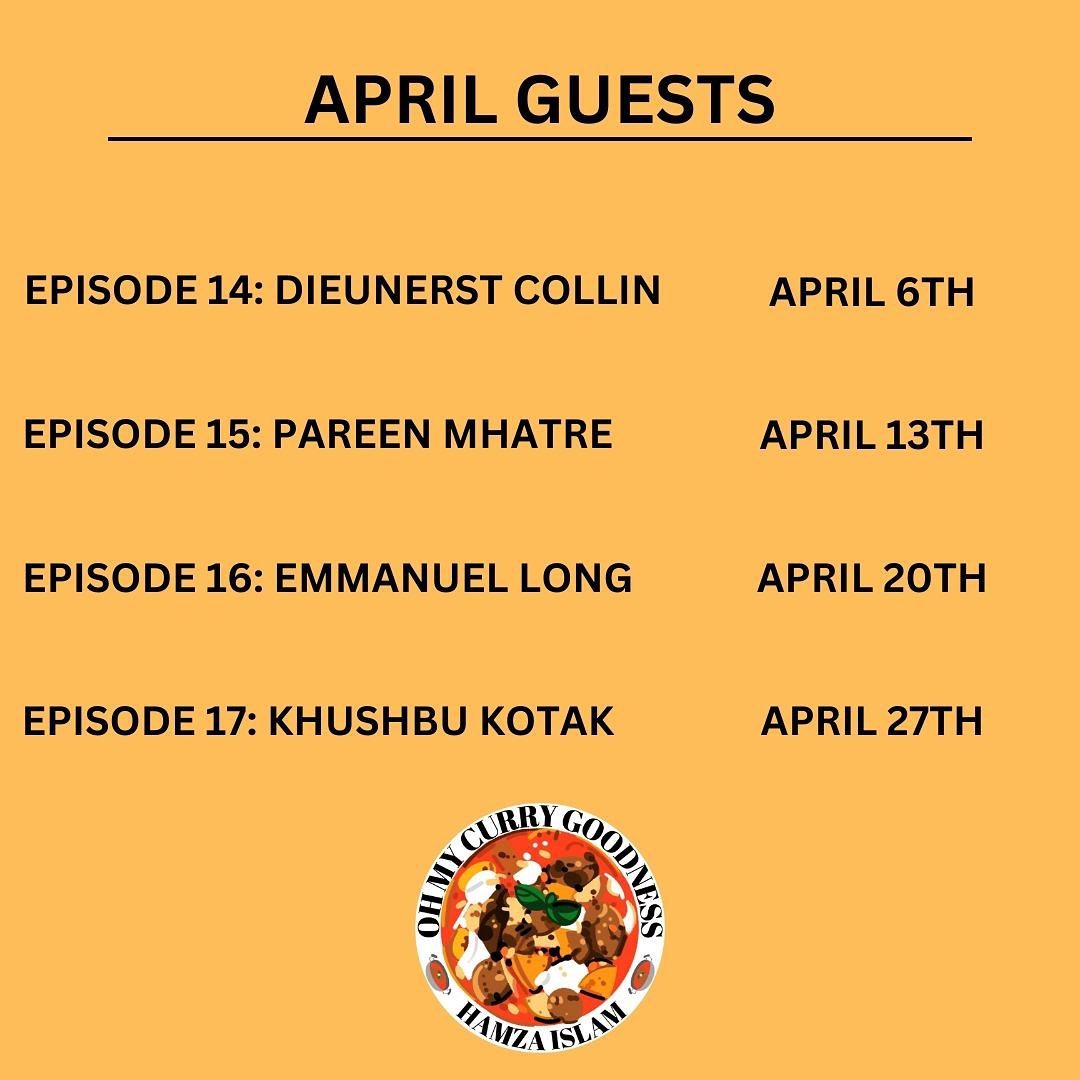 APRIL GUESTS
EPISODE 14: DIEUNERST COLLIN APRIL 6TH
EPISODE 15: PAREEN MHATRE APRIL 13TH
EPISODE 16: EMMANUEL LONG APRIL 20TH
EPISODE 17: KHUSHBU KOTAK APRIL 27TH
OH MY CURRY GOODNESS
HAMZA ISLAM